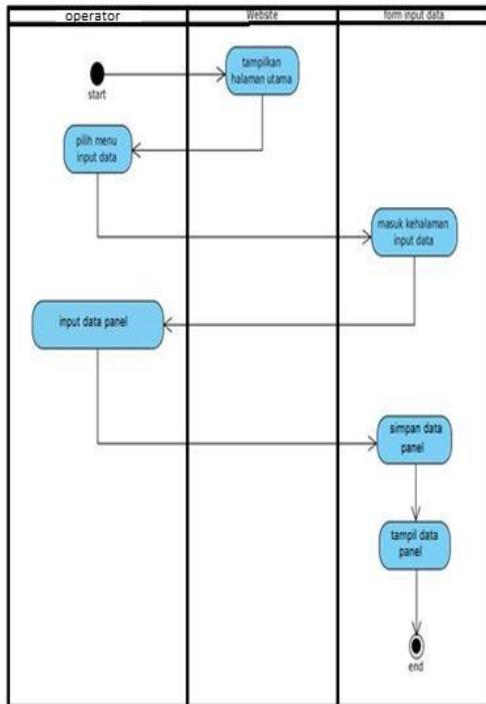 operator
Website
form input data
tampilkan
halaman utama
start
pilih menu
input data
masuk kehalaman
input data
input data panel
simpan data
panel
tampil data
panel
end